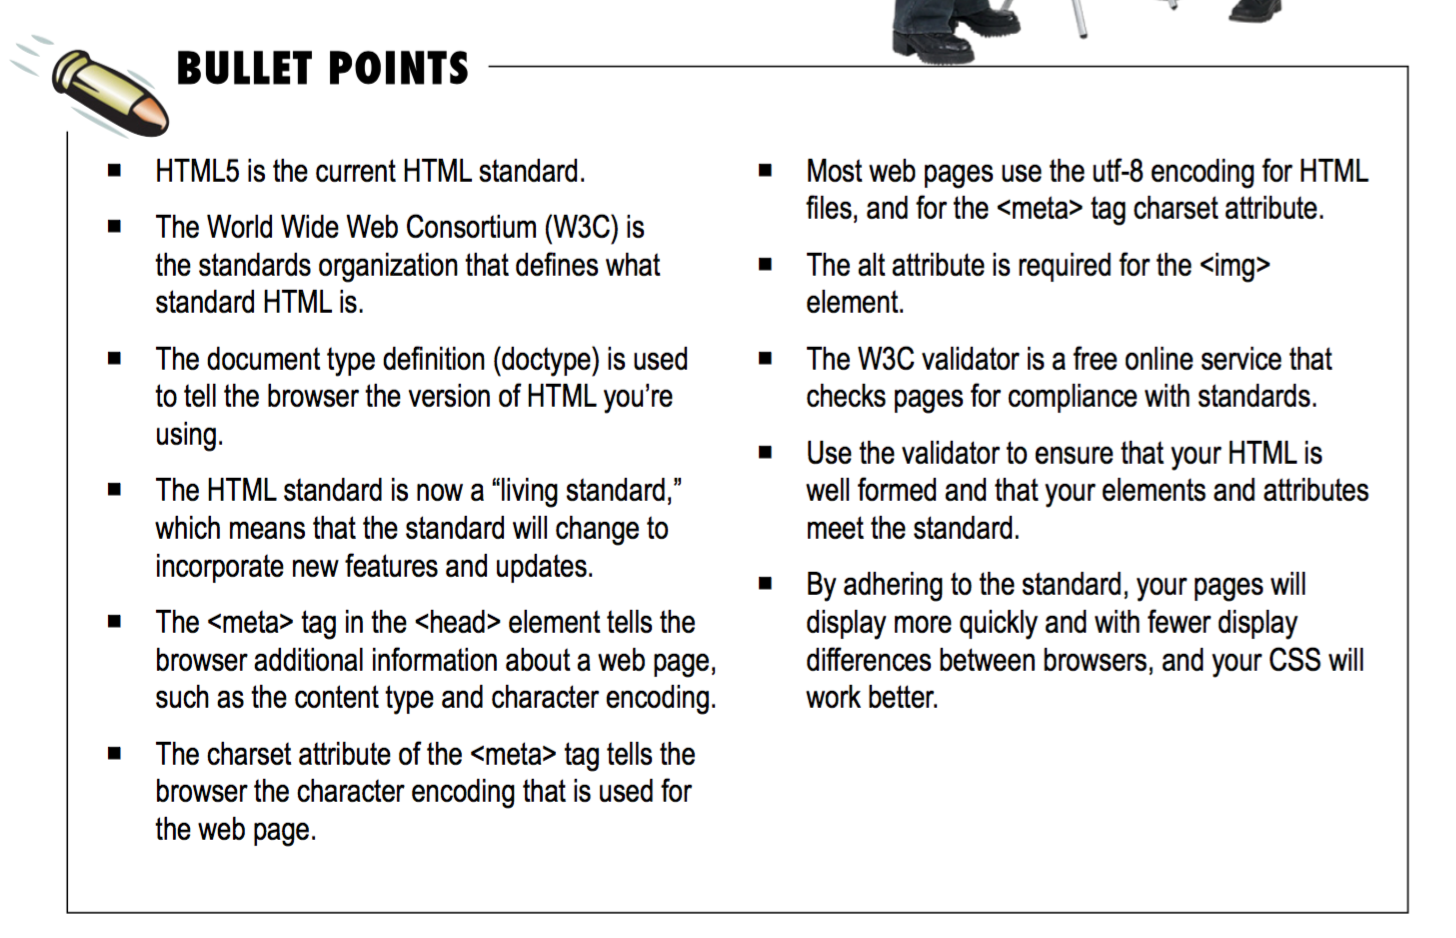 BULLET POINTS
■ HTML5 is the current HTML standard.
■ The World Wide Web Consortium (W3C) is
the standards organization that defines what
standard HTML is.
■ The document type definition (doctype) is used
to tell the browser the version of HTML you’re
using.
■ The HTML standard is now a “living standard,”
which means that the standard will change to
incorporate new features and updates.
■ The <meta> tag in the <head> element tells the
browser additional information about a web page,
such as the content type and character encoding.
■ The charset attribute of the <meta> tag tells the
browser the character encoding that is used for
the web page.
■ Most web pages use the utf-8 encoding for HTML
files, and for the <meta> tag charset attribute.
■ The alt attribute is required for the <img>
element.
■ The W3C validator is a free online service that
checks pages for compliance with standards.
■ Use the validator to ensure that your HTML is
well formed and that your elements and attributes
meet the standard.
■ By adhering to the standard, your pages will
display more quickly and with fewer display
differences between browsers, and your CSS will
work better.